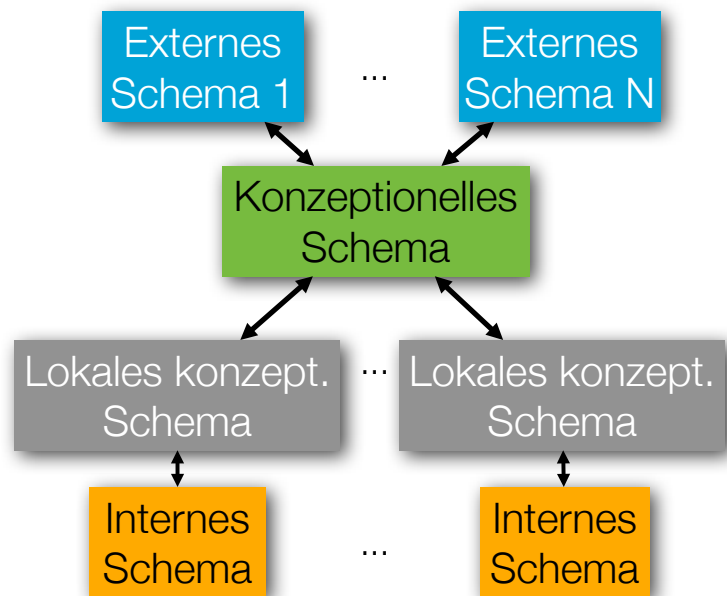 Externes
Schema 1
...
Externes
Schema N
Konzeptionelles
Schema
Lokales konzept.
Schema
...
Lokales konzept.
Schema
Internes
Schema
...
Internes
Schema